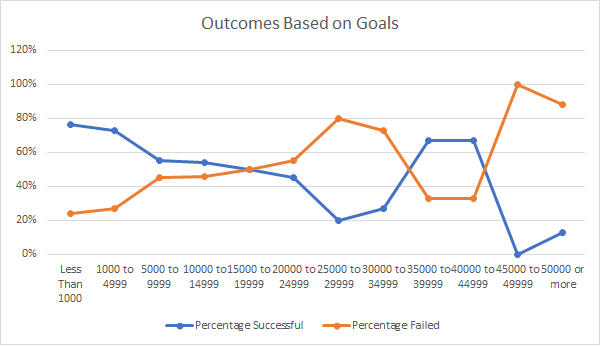 Outcomes Based on Goals
120%
100%
80%
60%
40%
20%
0%
Less Than 1000
1000 to 4999
5000 to 9999
10000 to 14999
15000 to 19999
20000 to 24999
25000 to 29999
30000 to 34999
35000 to 39999
40000 to 44999
45000 to 49999
50000 or more
Percentage Successful
Percentage Failed